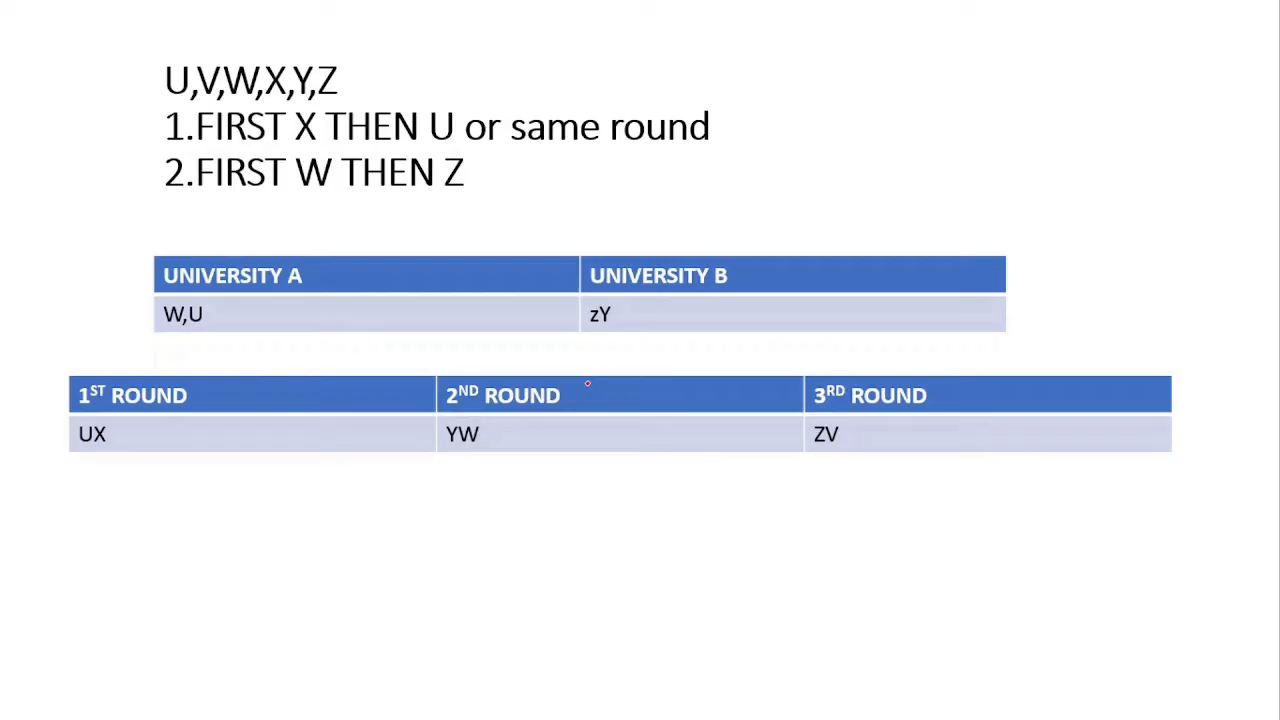 U,V,W,X,Y,Z
1.FIRST X THEN U or same round
2.FIRST W THEN Z
UNIVERSITY A UNIVERSITY B
W,U zY
1ST ROUND 2ND ROUND 3RD ROUND
UX YW ZV